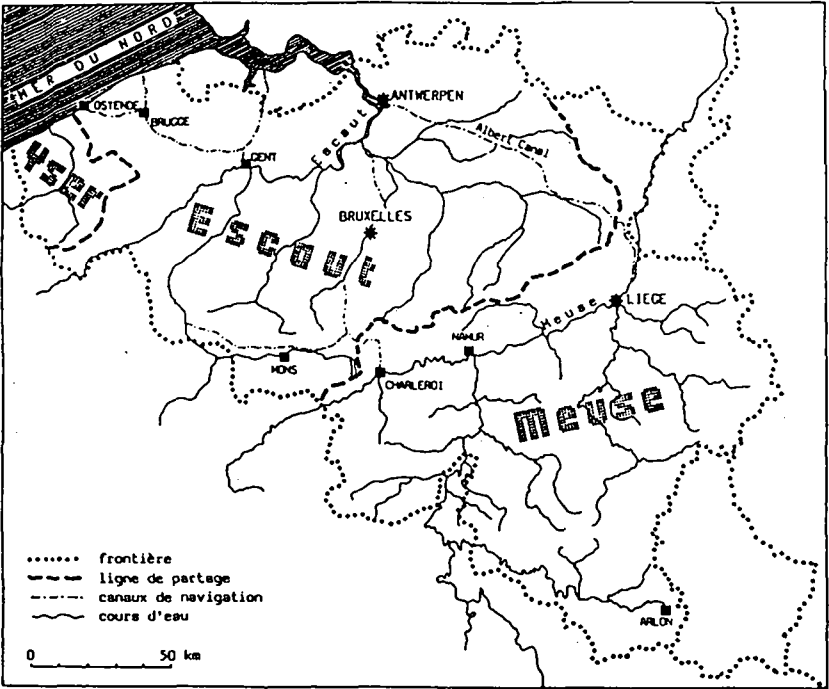 MER DU NORD
OSTENDE
BRUGGE
ANTWERPEN
Escaut
Albert Canal
GENT
Yser
Escaut
BRUXELLES
Meuse
LIEGE
NAMUR
MONS
CHARLEROI
Meuse
frontière
ligne de partage
canaux de navigation
cours d'eau
ARLON
0 50 km